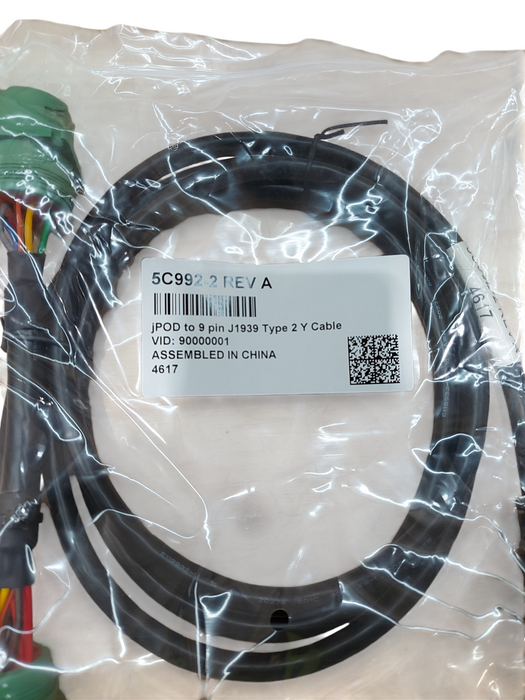 5C992-2 REV A
jPOD to 9 pin J1939 Type 2 Y Cable
VID: 90000001
ASSEMBLED IN CHINA
4617
4617